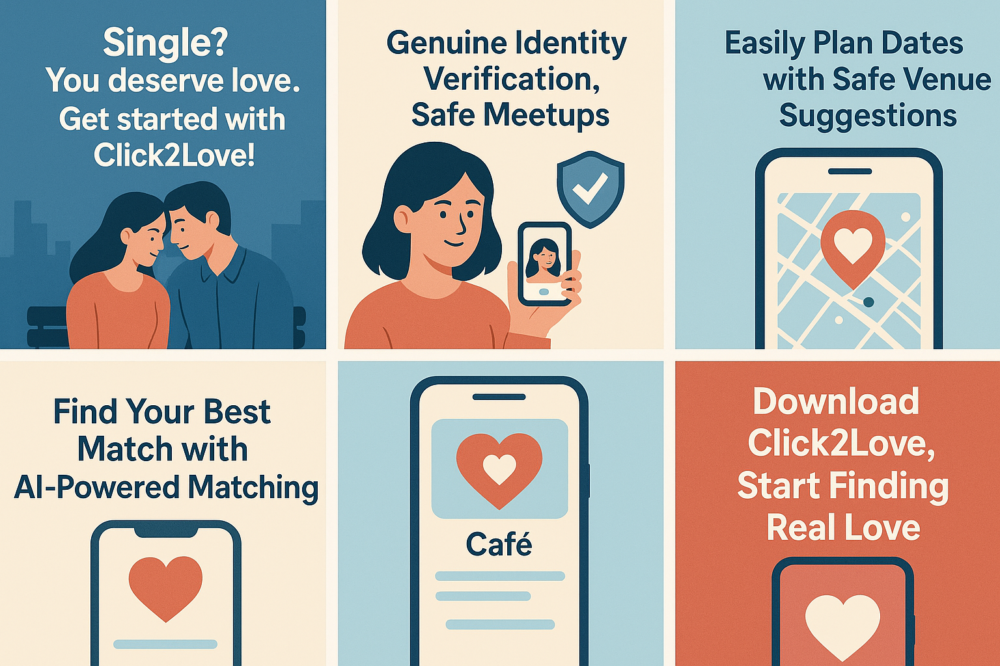 Single?
You deserve love.
Get started with
Click2Love!
Genuine Identity
Verification,
Safe Meetups
Easily Plan Dates
with Safe Venue
Suggestions
Find Your Best
Match with
AI-Powered Matching
Café
Download
Click2Love,
Start Finding
Real Love